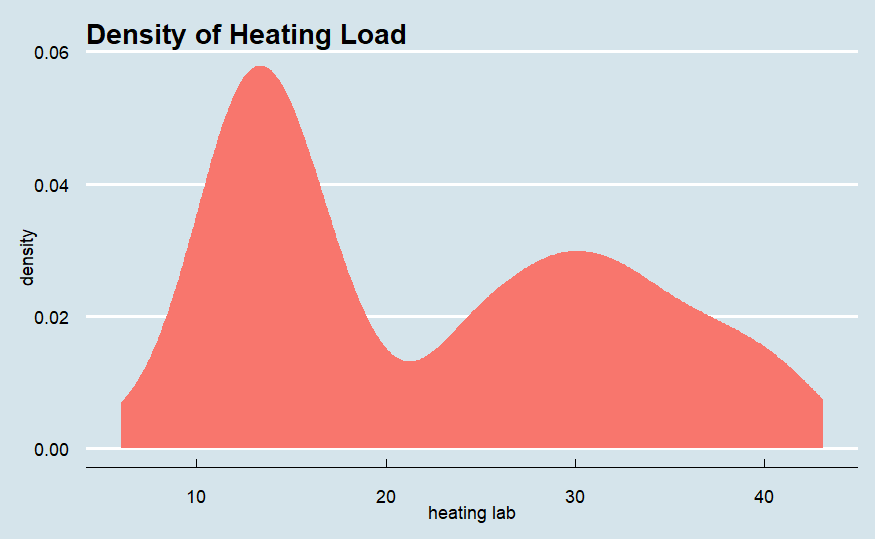 Density of Heating Load
0.06
0.04
0.02
0.00
density
10 20 30 40
heating lab